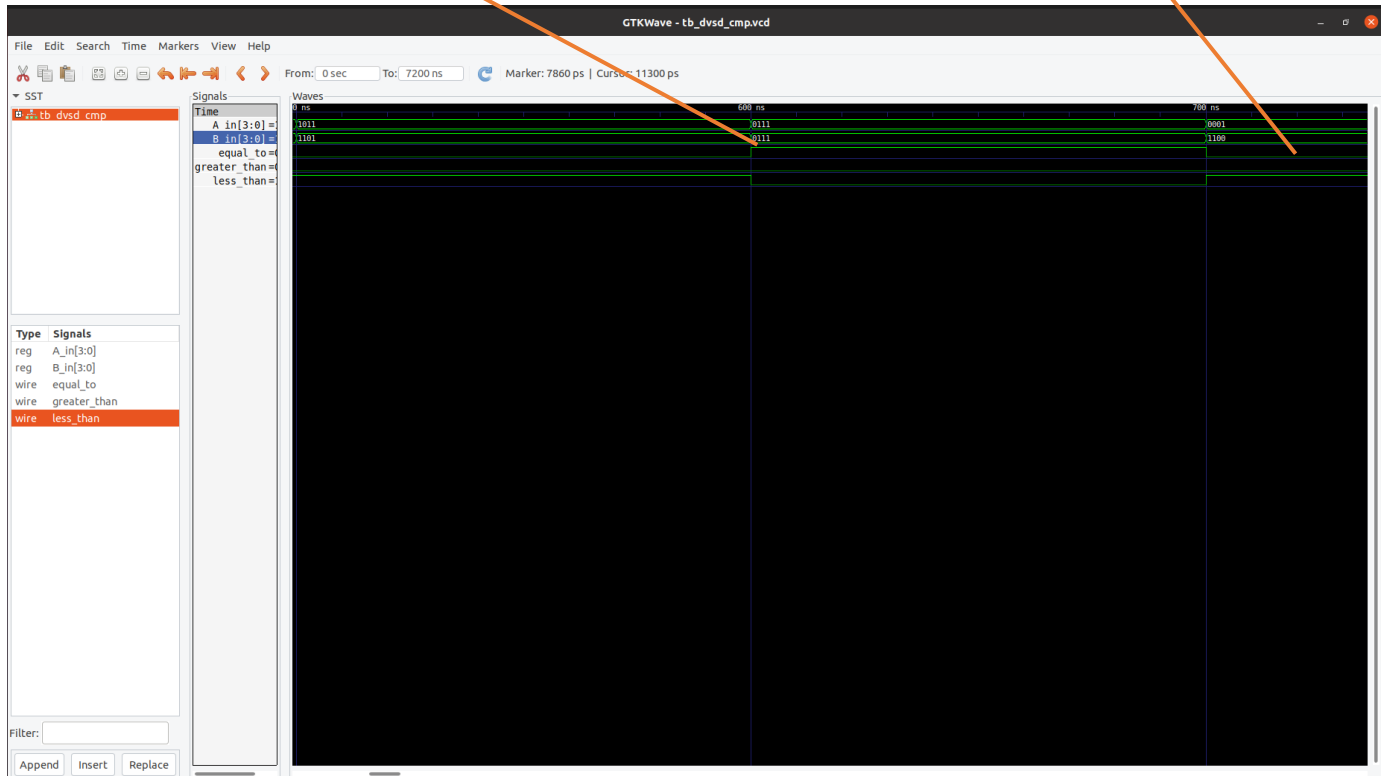 GTKWave - tb_dvsd_cmp.vcd
File Edit Search Time Markers View Help
From: 0 sec To: 7200 ns Marker: 7860 ps | Cursor: 11300 ps
SST
tb_dvsd_cmp
Signals
Time
A_in[3:0] =
B_in[3:0] =
equal_to =
greater_than =
less_than =
Waves
0 ns 600 ns 700 ns
1011 0111 0001
1101 0111 1100
Type Signals
reg A_in[3:0]
reg B_in[3:0]
wire equal_to
wire greater_than
wire less_than
Filter:
Append Insert Replace